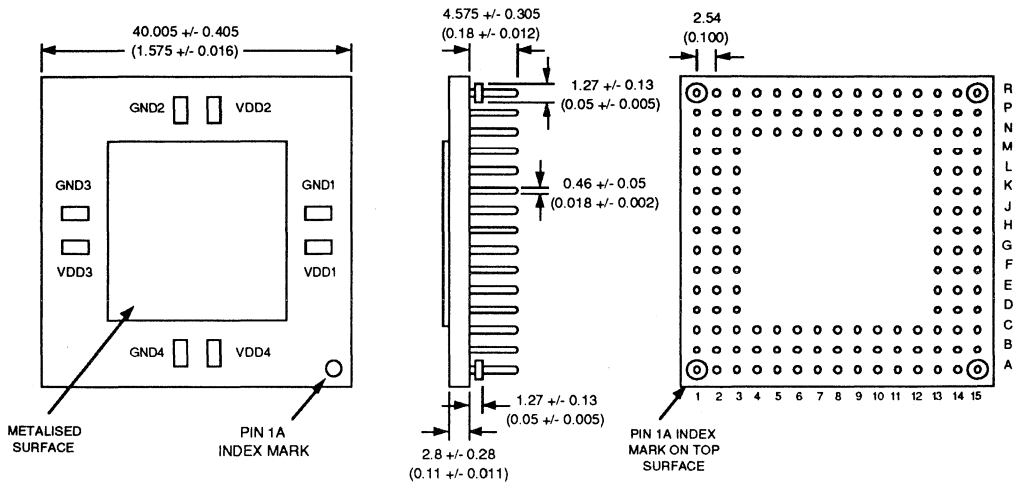 40.005 +/- 0.405
(1.575 +/- 0.016)
GND2
VDD2
GND3
GND1
VDD3
VDD1
GND4
VDD4
METALISED
SURFACE
PIN 1A
INDEX MARK
4.575 +/- 0.305
(0.18 +/- 0.012)
1.27 +/- 0.13
(0.05 +/- 0.005)
0.46 +/- 0.05
(0.018 +/- 0.002)
1.27 +/- 0.13
(0.05 +/- 0.005)
2.8 +/- 0.28
(0.11 +/- 0.011)
2.54
(0.100)
R
P
N
M
L
K
J
H
G
F
E
D
C
B
A
1 2 3 4 5 6 7 8 9 10 11 12 13 14 15
PIN 1A INDEX
MARK ON TOP
SURFACE